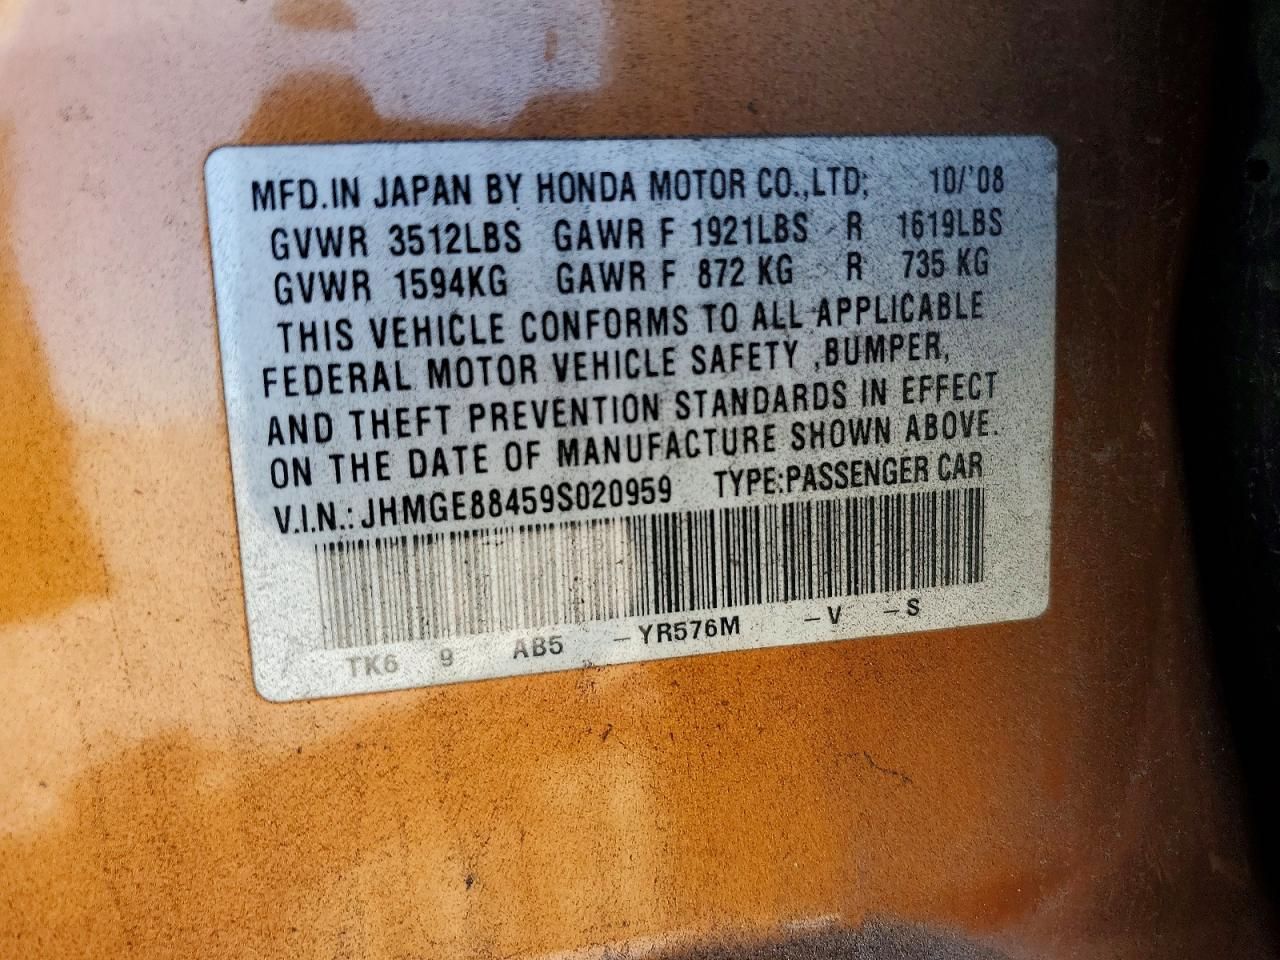 MFD.IN JAPAN BY HONDA MOTOR CO.,LTD; 10/'08
GVWR 3512LBS GAWR F 1921LBS R 1619LBS
GVWR 1594KG GAWR F 872 KG R 735 KG
THIS VEHICLE CONFORMS TO ALL APPLICABLE
FEDERAL MOTOR VEHICLE SAFETY ,BUMPER,
AND THEFT PREVENTION STANDARDS IN EFFECT
ON THE DATE OF MANUFACTURE SHOWN ABOVE.
V.I.N.: JHMGE88459S020959 TYPE:PASSENGER CAR
TK6 9 AB5 -YR576M -V -S